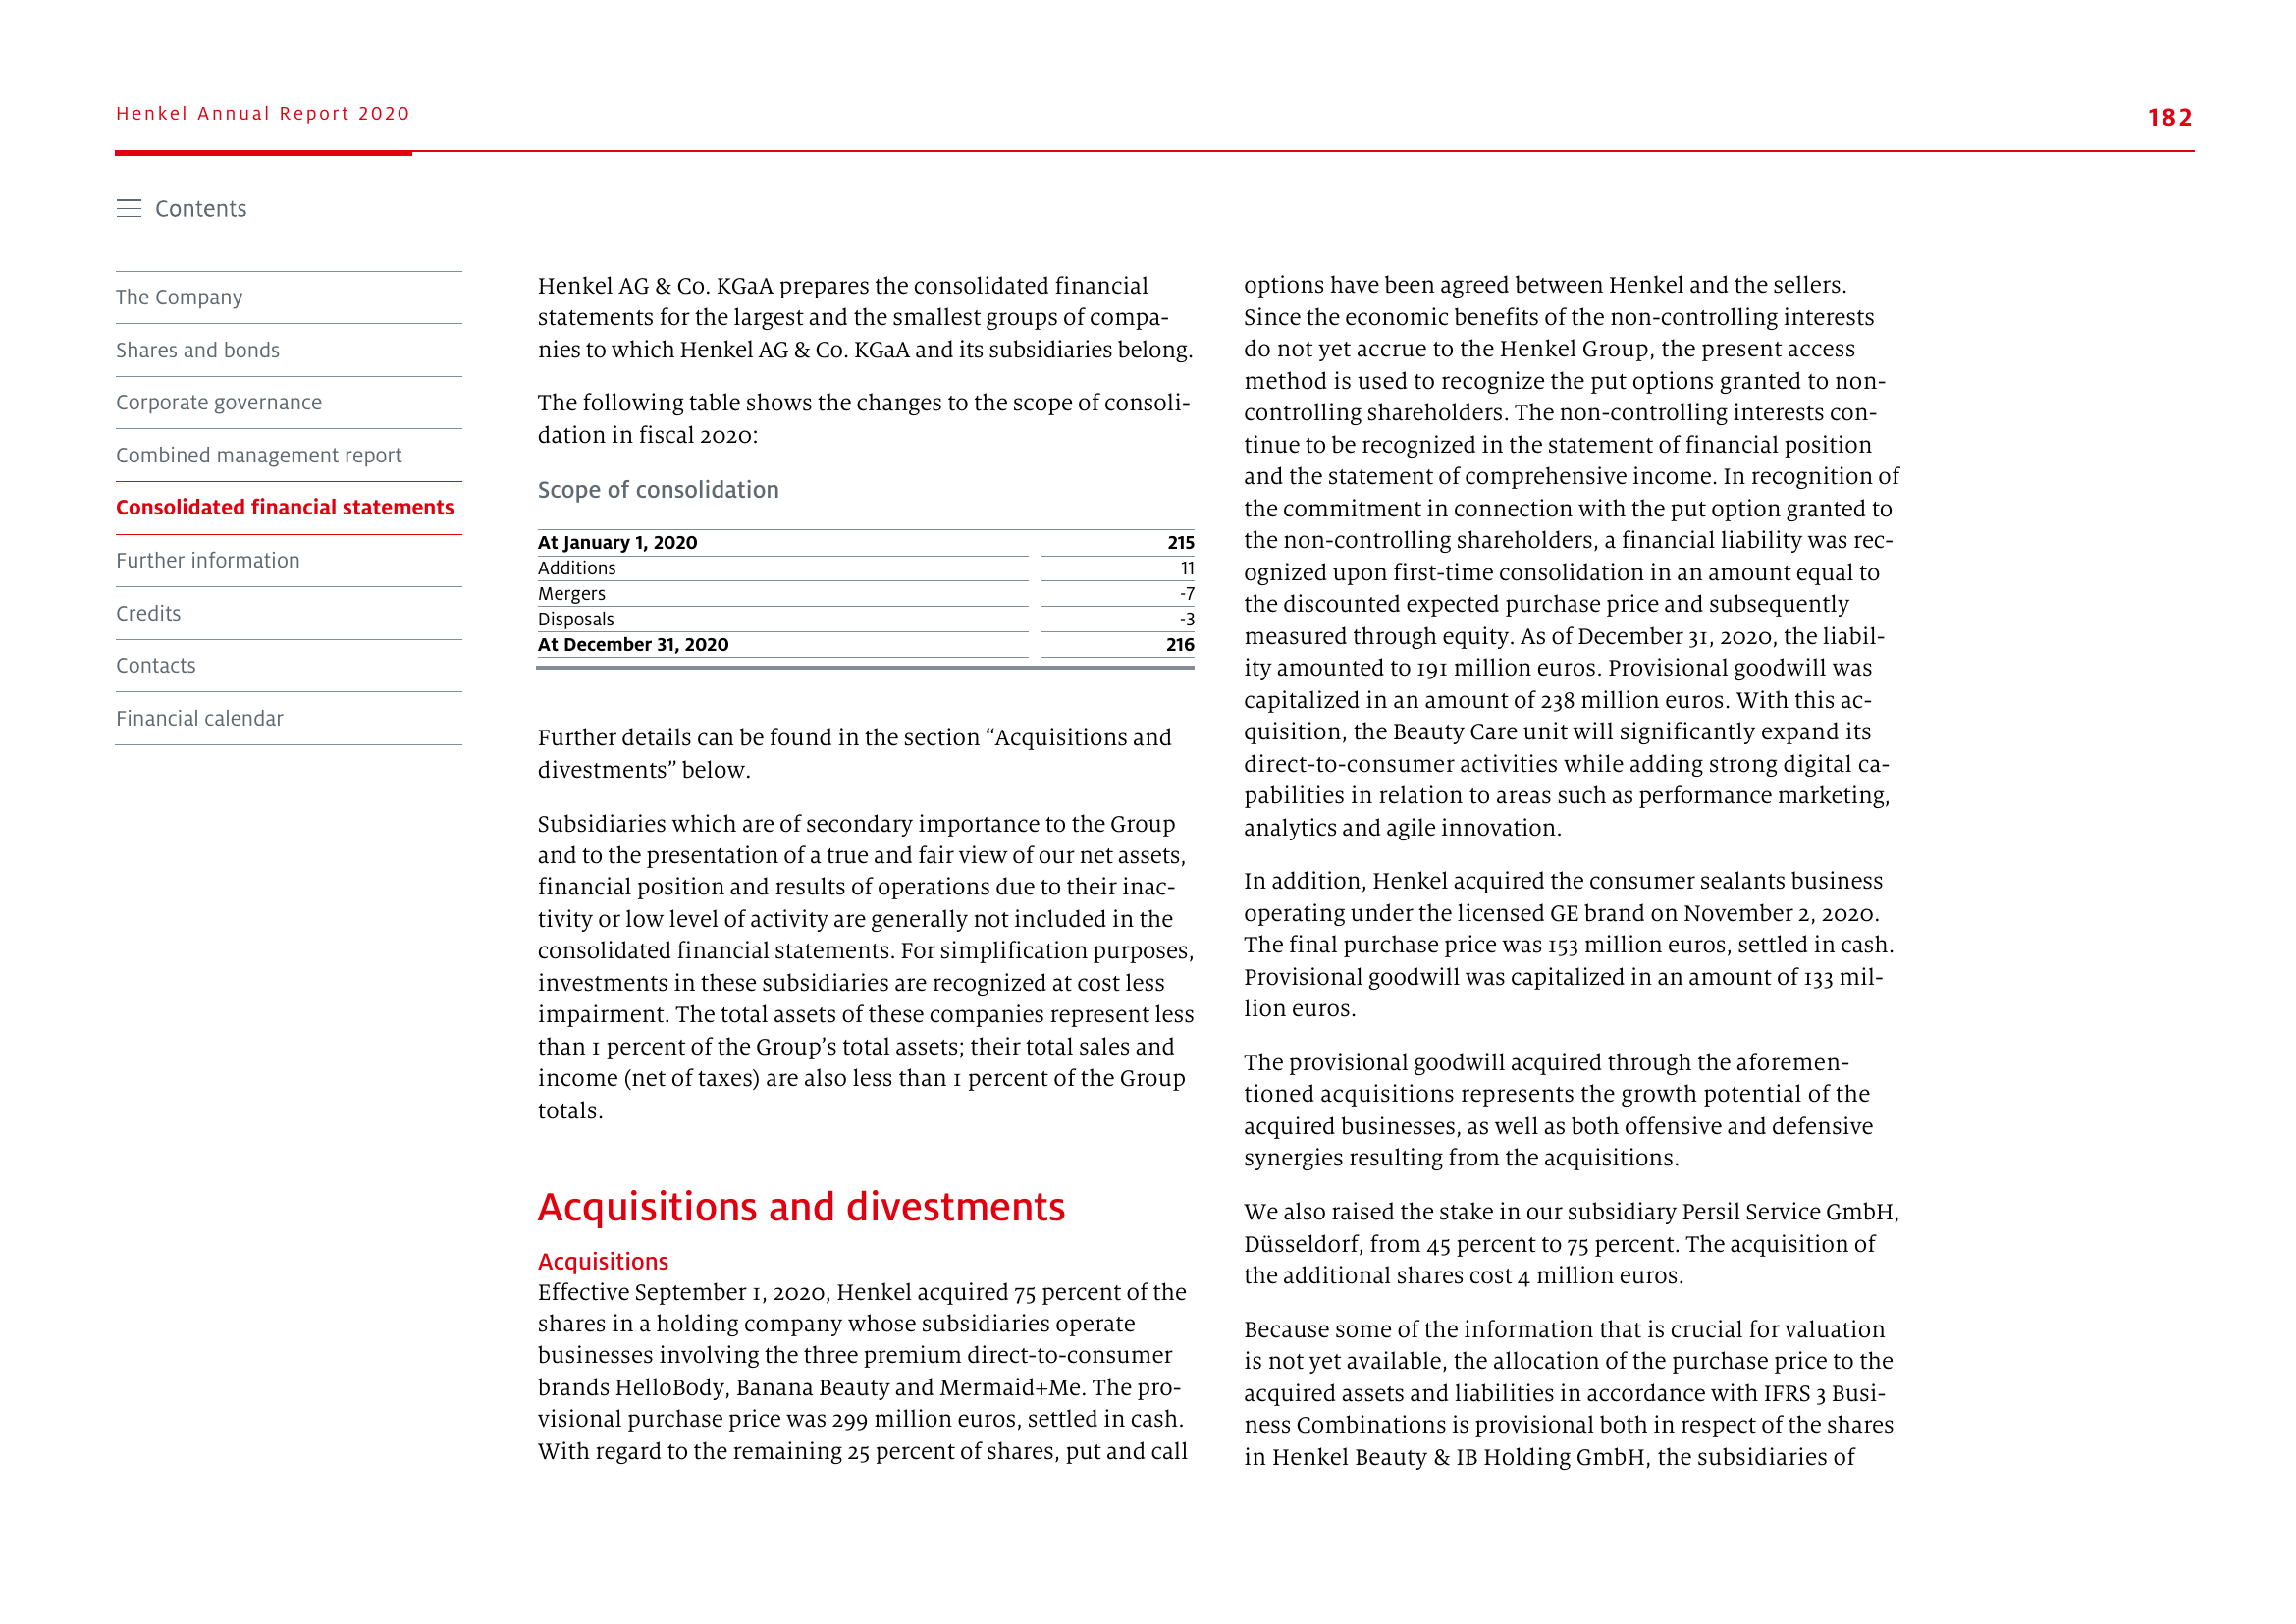 Henkel Annual Report 2020
182
Contents
The Company
Shares and bonds
Corporate governance
Combined management report
Consolidated financial statements
Further information
Credits
Contacts
Financial calendar
Henkel AG & Co. KGaA prepares the consolidated financial
statements for the largest and the smallest groups of compa-
nies to which Henkel AG & Co. KGaA and its subsidiaries belong.
The following table shows the changes to the scope of consoli-
dation in fiscal 2020:
Scope of consolidation
At January 1, 2020 215
Additions 11
Mergers -7
Disposals -3
At December 31, 2020 216
Further details can be found in the section “Acquisitions and
divestments” below.
Subsidiaries which are of secondary importance to the Group
and to the presentation of a true and fair view of our net assets,
financial position and results of operations due to their inac-
tivity or low level of activity are generally not included in the
consolidated financial statements. For simplification purposes,
investments in these subsidiaries are recognized at cost less
impairment. The total assets of these companies represent less
than 1 percent of the Group’s total assets; their total sales and
income (net of taxes) are also less than 1 percent of the Group
totals.
Acquisitions and divestments
Acquisitions
Effective September 1, 2020, Henkel acquired 75 percent of the
shares in a holding company whose subsidiaries operate
businesses involving the three premium direct-to-consumer
brands HelloBody, Banana Beauty and Mermaid+Me. The pro-
visional purchase price was 299 million euros, settled in cash.
With regard to the remaining 25 percent of shares, put and call
options have been agreed between Henkel and the sellers.
Since the economic benefits of the non-controlling interests
do not yet accrue to the Henkel Group, the present access
method is used to recognize the put options granted to non-
controlling shareholders. The non-controlling interests con-
tinue to be recognized in the statement of financial position
and the statement of comprehensive income. In recognition of
the commitment in connection with the put option granted to
the non-controlling shareholders, a financial liability was rec-
ognized upon first-time consolidation in an amount equal to
the discounted expected purchase price and subsequently
measured through equity. As of December 31, 2020, the liabil-
ity amounted to 191 million euros. Provisional goodwill was
capitalized in an amount of 238 million euros. With this ac-
quisition, the Beauty Care unit will significantly expand its
direct-to-consumer activities while adding strong digital ca-
pabilities in relation to areas such as performance marketing,
analytics and agile innovation.
In addition, Henkel acquired the consumer sealants business
operating under the licensed GE brand on November 2, 2020.
The final purchase price was 153 million euros, settled in cash.
Provisional goodwill was capitalized in an amount of 133 mil-
lion euros.
The provisional goodwill acquired through the aforemen-
tioned acquisitions represents the growth potential of the
acquired businesses, as well as both offensive and defensive
synergies resulting from the acquisitions.
We also raised the stake in our subsidiary Persil Service GmbH,
Düsseldorf, from 45 percent to 75 percent. The acquisition of
the additional shares cost 4 million euros.
Because some of the information that is crucial for valuation
is not yet available, the allocation of the purchase price to the
acquired assets and liabilities in accordance with IFRS 3 Busi-
ness Combinations is provisional both in respect of the shares
in Henkel Beauty & IB Holding GmbH, the subsidiaries of